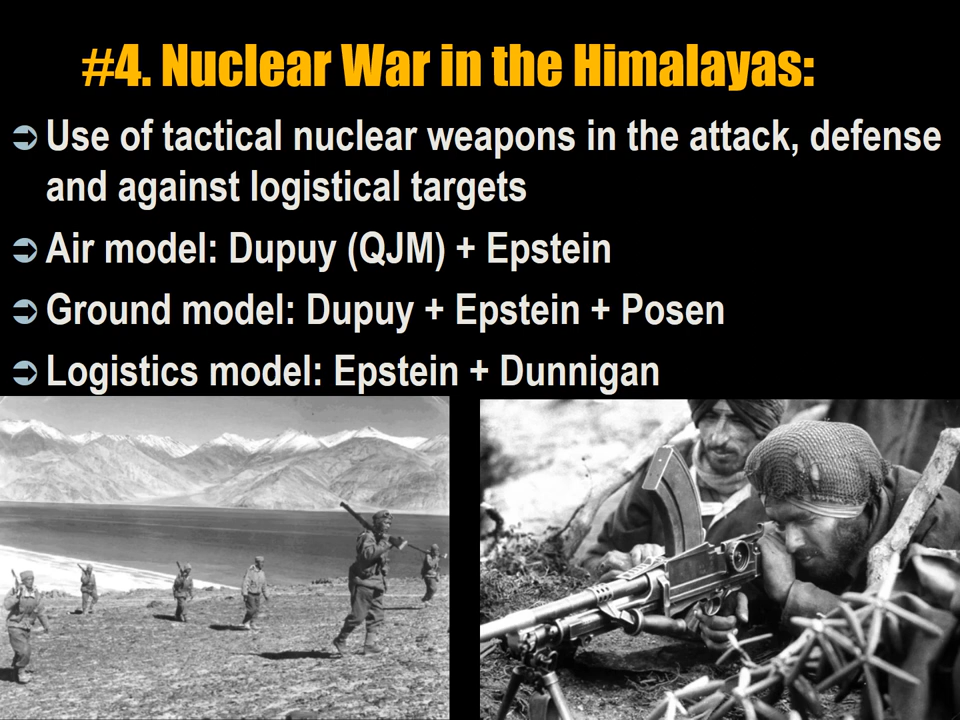 #4. Nuclear War in the Himalayas:
Use of tactical nuclear weapons in the attack, defense
and against logistical targets
Air model: Dupuy (QJM) + Epstein
Ground model: Dupuy + Epstein + Posen
Logistics model: Epstein + Dunnigan